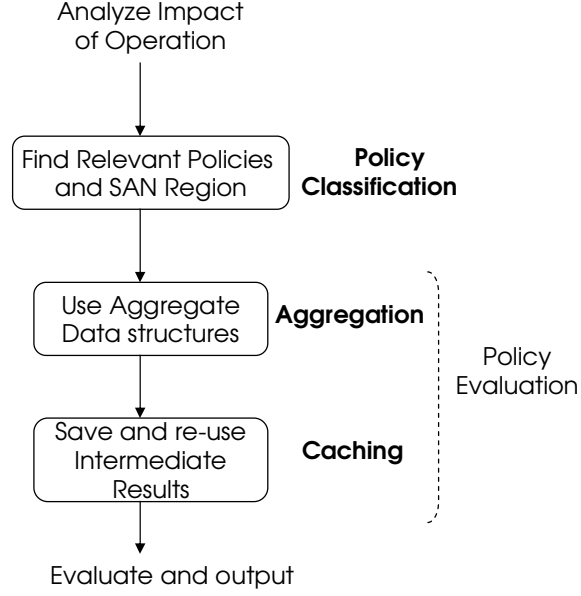 Analyze Impact
of Operation
Find Relevant Policies
and SAN Region
Policy
Classification
Use Aggregate
Data structures
Aggregation
Policy
Evaluation
Save and re-use
Intermediate
Results
Caching
Evaluate and output